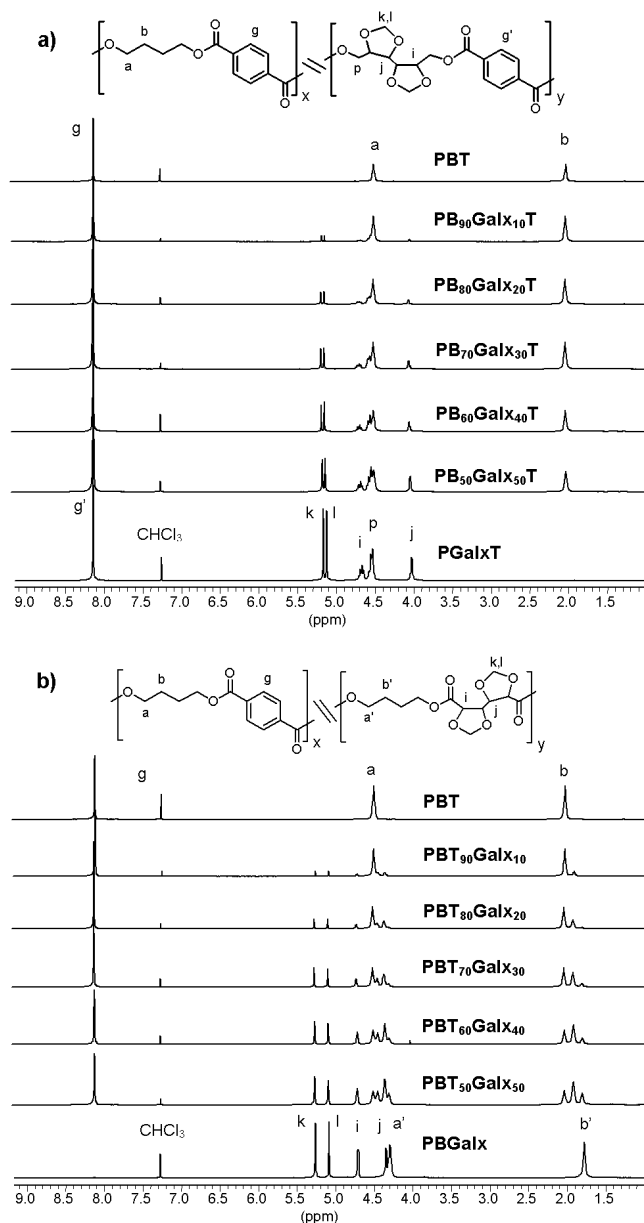 a)
b g k,l g'
O O O O
a p j i
O O O O
x y
g a b
PBT
PB₉₀Galx₁₀T
PB₈₀Galx₂₀T
PB₇₀Galx₃₀T
PB₆₀Galx₄₀T
PB₅₀Galx₅₀T
g' CHCl₃ k l i p j
PGalxT
9.0 8.5 8.0 7.5 7.0 6.5 6.0 5.5 5.0 4.5 4.0 3.5 3.0 2.5 2.0 1.5
(ppm)
b)
b g b' k,l
O O O O O O
a a' i j
O O O O O
x y
g a b
PBT
PBT₉₀Galx₁₀
PBT₈₀Galx₂₀
PBT₇₀Galx₃₀
PBT₆₀Galx₄₀
PBT₅₀Galx₅₀
CHCl₃ k l i j a' b'
PBGalx
9.0 8.5 8.0 7.5 7.0 6.5 6.0 5.5 5.0 4.5 4.0 3.5 3.0 2.5 2.0 1.5
(ppm)